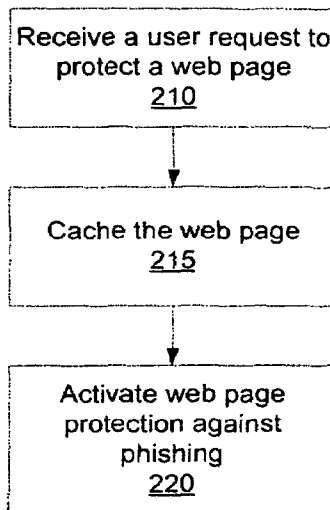 Receive a user request to
protect a web page
210
Cache the web page
215
Activate web page
protection against
phishing
220